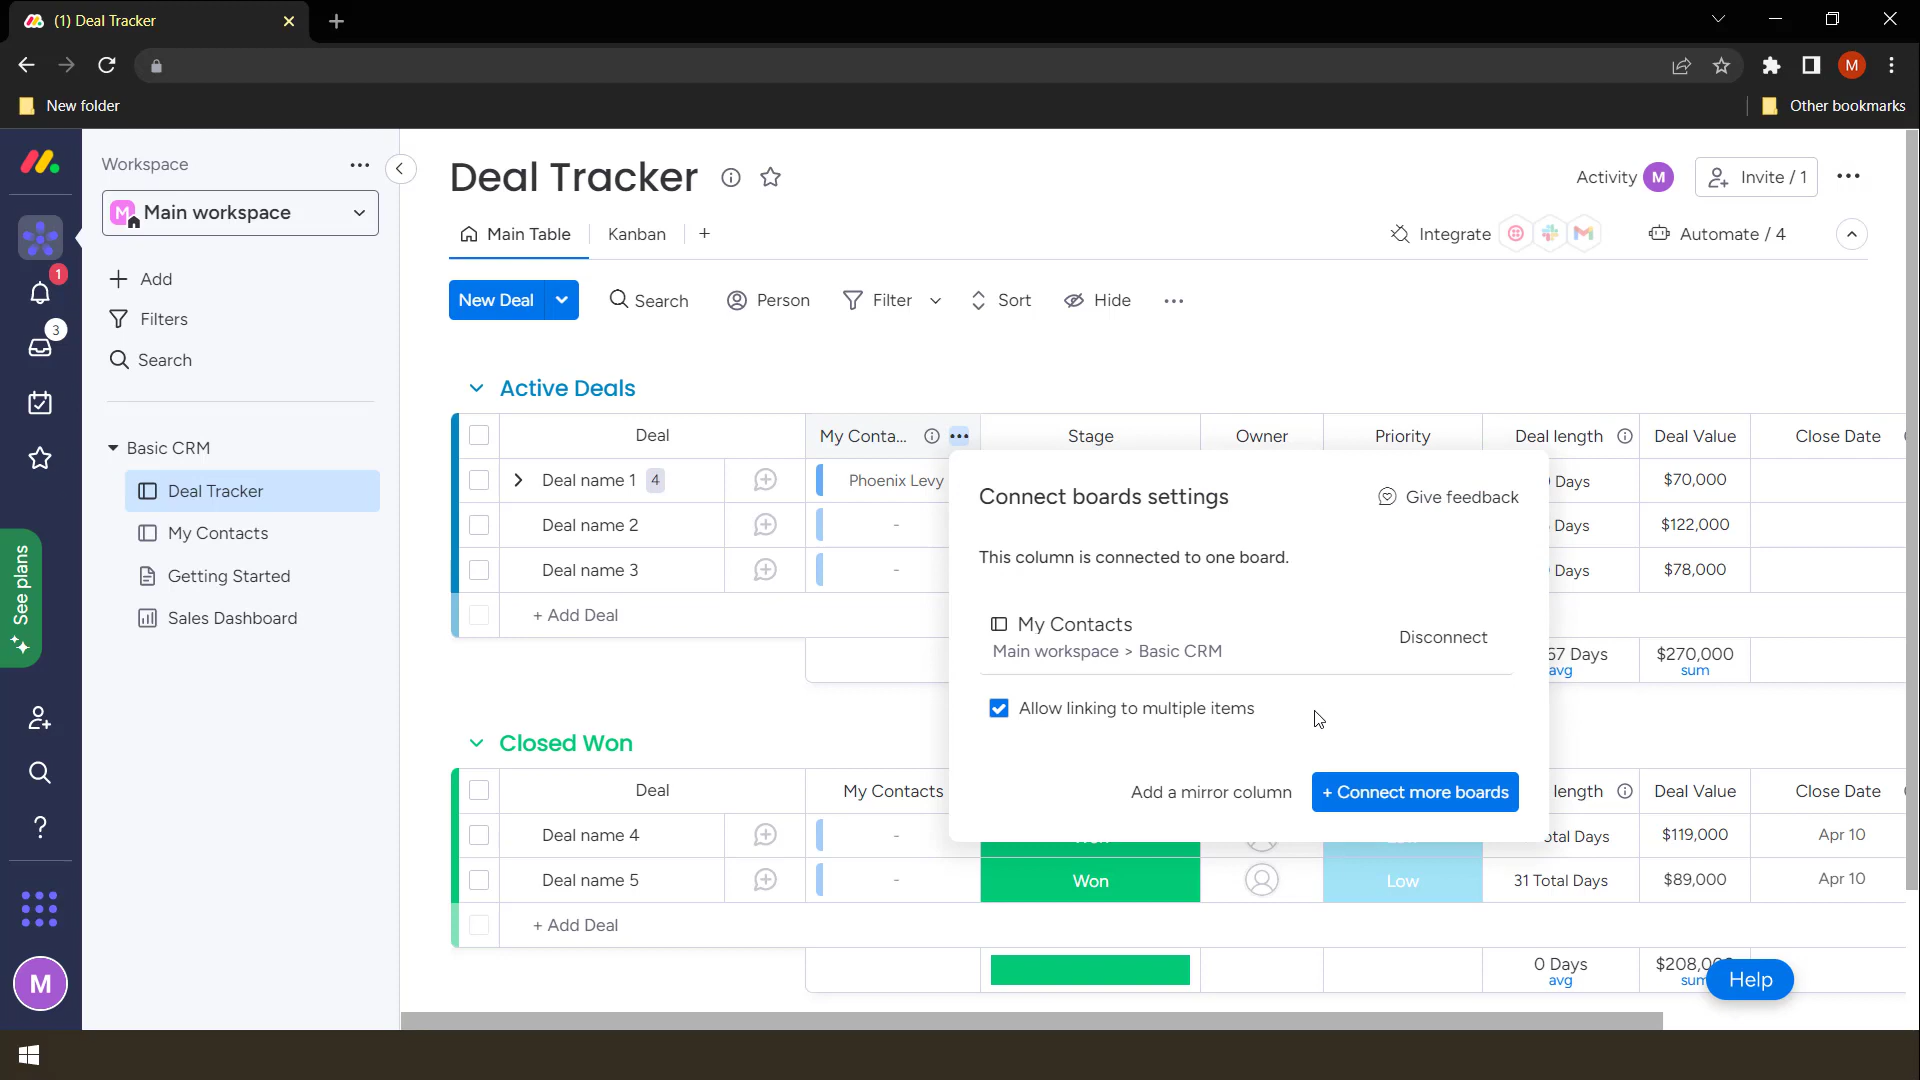 (1) Deal Tracker
M
New folder
Other bookmarks
Workspace
M Main workspace
Add
Filters
Search
Basic CRM
Deal Tracker
My Contacts
Getting Started
Sales Dashboard
1
3
See plans
?
M
Deal Tracker
Activity M
Invite / 1
Main Table
Kanban
+
Integrate
Automate / 4
New Deal
Search
Person
Filter
Sort
Hide
Active Deals
Deal
My Conta...
Stage
Owner
Priority
Deal length
Deal Value
Close Date
Deal name 1 4
Phoenix Levy
Days
$70,000
Deal name 2
-
Days
$122,000
Deal name 3
-
Days
$78,000
+ Add Deal
57 Days
avg
$270,000
sum
Connect boards settings
Give feedback
This column is connected to one board.
My Contacts
Main workspace > Basic CRM
Disconnect
Allow linking to multiple items
Add a mirror column
+ Connect more boards
Closed Won
Deal
My Contacts
length
Deal Value
Close Date
Deal name 4
-
Days
$119,000
Apr 10
Deal name 5
-
Won
Low
31 Total Days
$89,000
Apr 10
+ Add Deal
0 Days
avg
$208,0
sum
Help